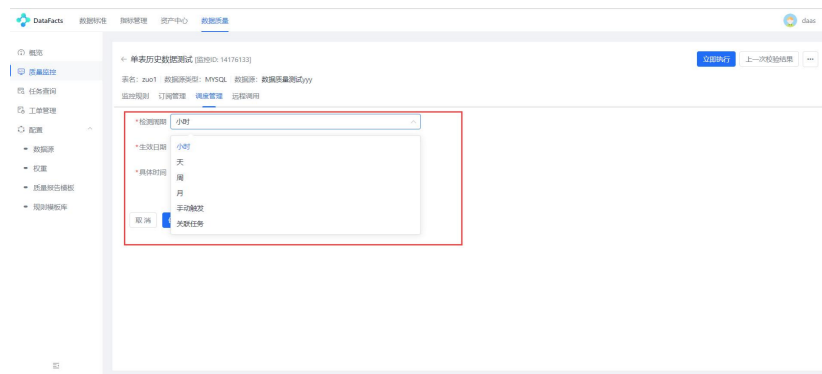 DataFacts 数据标准 指标管理 资产中心 数据质量 daas
概览
质量监控
任务查询
工单管理
配置
数据源
权重
质量报告模板
规则模板库
← 单表历史数据测试 (监控ID: 14176133) 立即执行 上一次校验结果 ···
表名: zuo1 数据源类型: MYSQL 数据源: 数据质量测试yyy
监控规则 订阅管理 调度管理 远程调用
*检测周期 小时
*生效日期
*具体时间
小时
天
周
月
手动触发
关联任务
取消